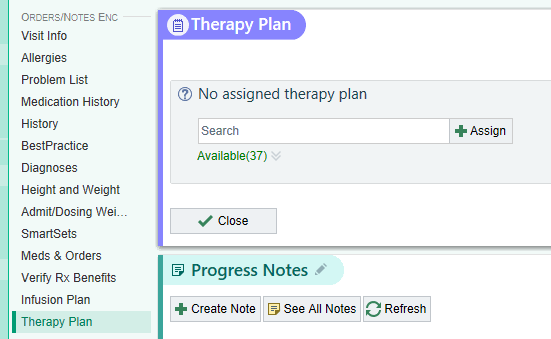 ORDERS/NOTES ENC
Visit Info
Allergies
Problem List
Medication History
History
BestPractice
Diagnoses
Height and Weight
Admit/Dosing Wei...
SmartSets
Meds & Orders
Verify Rx Benefits
Infusion Plan
Therapy Plan
Therapy Plan
No assigned therapy plan
Search
Assign
Available(37)
Close
Progress Notes
Create Note
See All Notes
Refresh